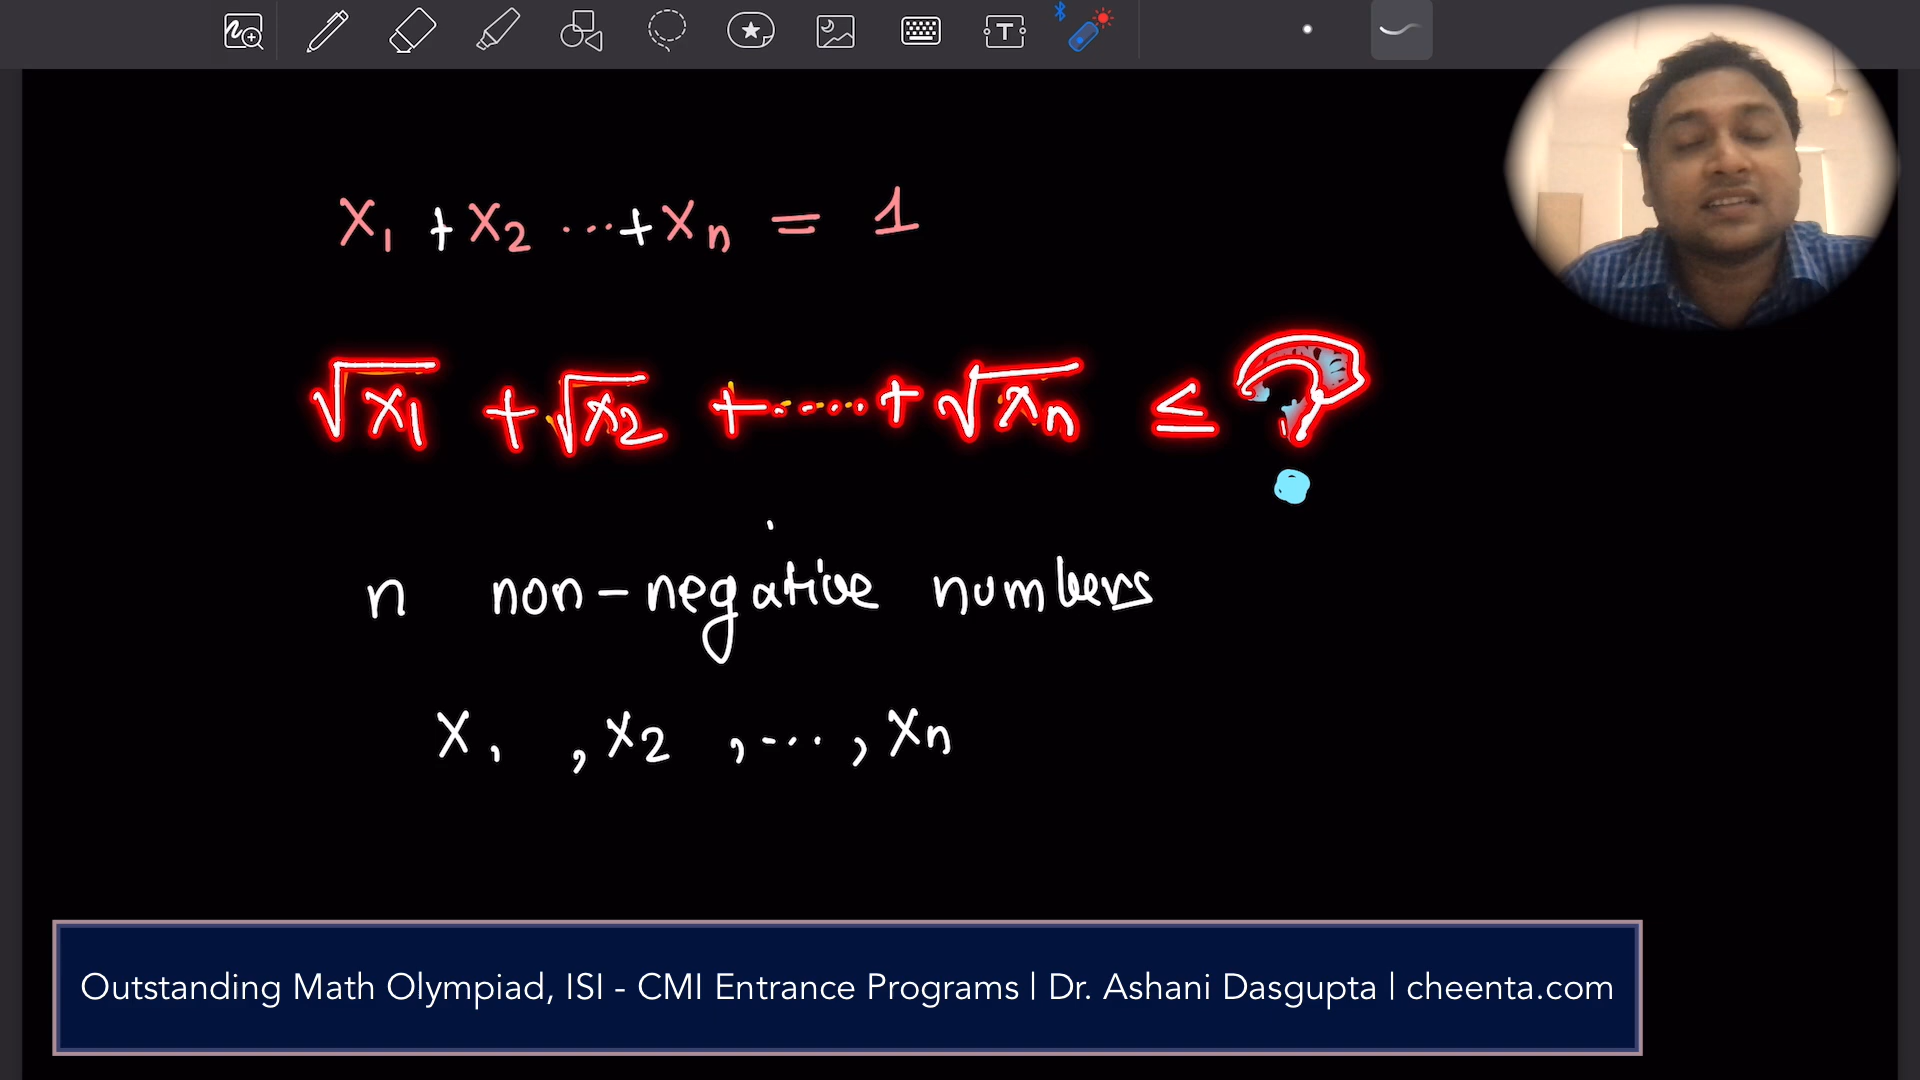 T
x₁ + x₂ ... + xₙ = 1
√x₁ + √x₂ + ..... + √xₙ ≤ ?
n non-negative numbers
x₁ , x₂ , ... , xₙ
Outstanding Math Olympiad, ISI - CMI Entrance Programs | Dr. Ashani Dasgupta | cheenta.com